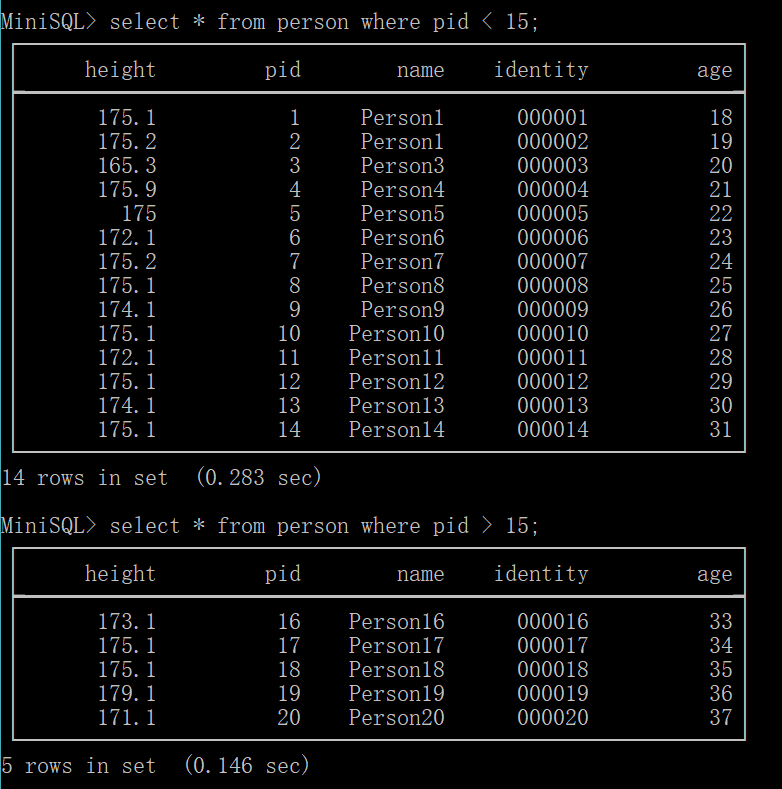 MiniSQL> select * from person where pid < 15;
height pid name identity age
175.1 1 Person1 000001 18
175.2 2 Person1 000002 19
165.3 3 Person3 000003 20
175.9 4 Person4 000004 21
175 5 Person5 000005 22
172.1 6 Person6 000006 23
175.2 7 Person7 000007 24
175.1 8 Person8 000008 25
174.1 9 Person9 000009 26
175.1 10 Person10 000010 27
172.1 11 Person11 000011 28
175.1 12 Person12 000012 29
174.1 13 Person13 000013 30
175.1 14 Person14 000014 31
14 rows in set (0.283 sec)
MiniSQL> select * from person where pid > 15;
height pid name identity age
173.1 16 Person16 000016 33
175.1 17 Person17 000017 34
175.1 18 Person18 000018 35
179.1 19 Person19 000019 36
171.1 20 Person20 000020 37
5 rows in set (0.146 sec)